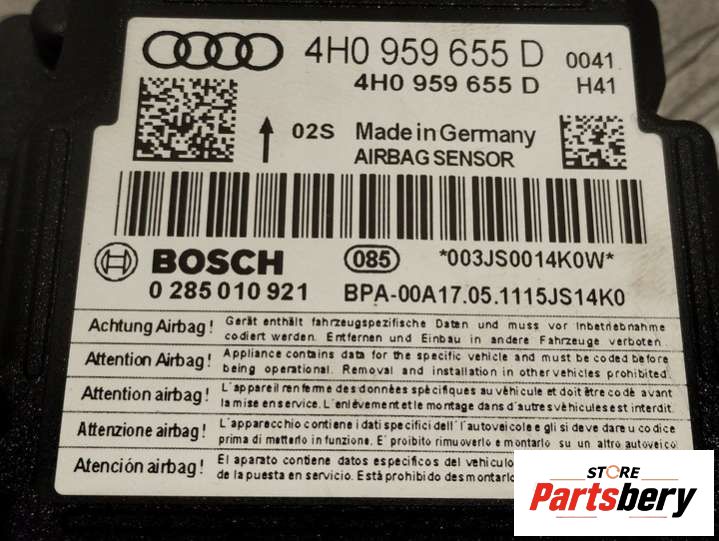 4H0 959 655 D 0041
4H0 959 655 D H41
02S Made in Germany
AIRBAG SENSOR
BOSCH 085 *003JS0014K0W*
0 285 010 921 BPA-00A17.05.1115JS14K0
Achtung Airbag! Gerät enthält fahrzeugspezifische Daten und muss vor Inbetriebnahme
codiert werden. Entfernen und Einbau in andere Fahrzeuge verboten.
Attention Airbag! Appliance contains data for the specific vehicle and must be coded before
being operational. Removal and installation in other vehicles prohibited.
Attention airbag! L'appareil renferme des données spécifiques au véhicule et doit être codé avant
la mise en service. L'enlèvement et le montage dans d'autres véhicules est interdit.
Attenzione airbag! L'apparecchio contiene i dati specifici dell'l'autoveicolo e gli si deve dare u codice
prima di metterlo in funzione. E' proibito rimuoverlo e montarlo su un altro autoveico
Atención airbag! El aparato contiene datos específicos del vehículo
de la puesta en servicio. Está prohibido desmontarlo
STORE
Partsbery